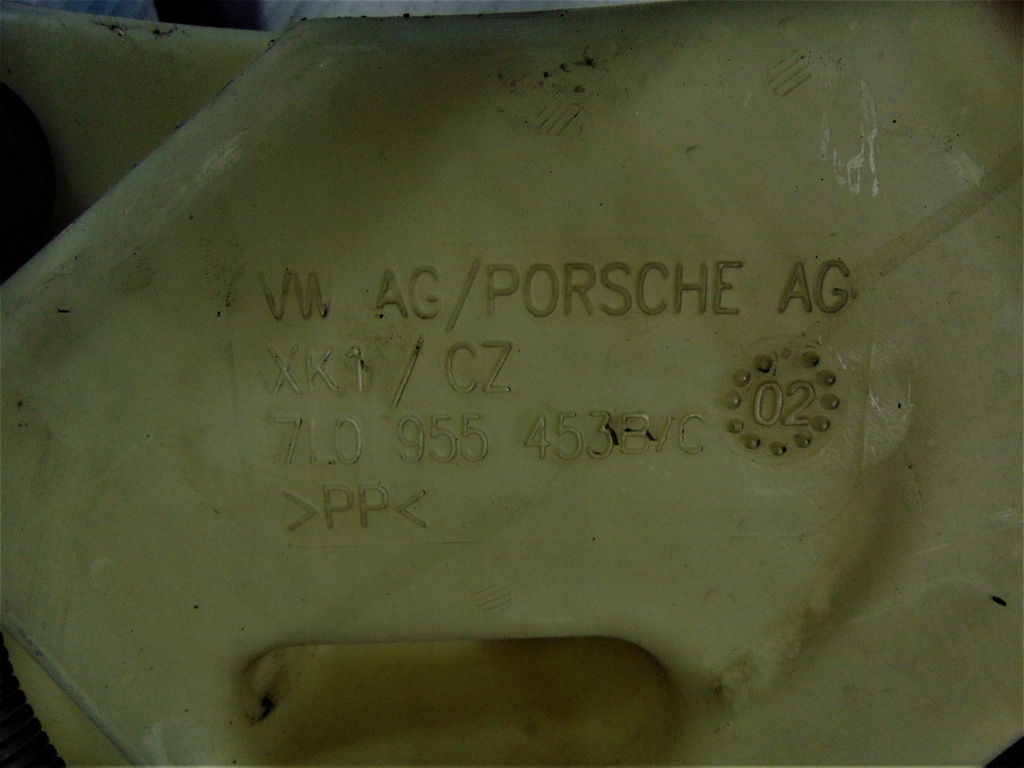 VW AG/PORSCHE AG
XK1 / CZ
7L0 955 453B/C
02
>PP<